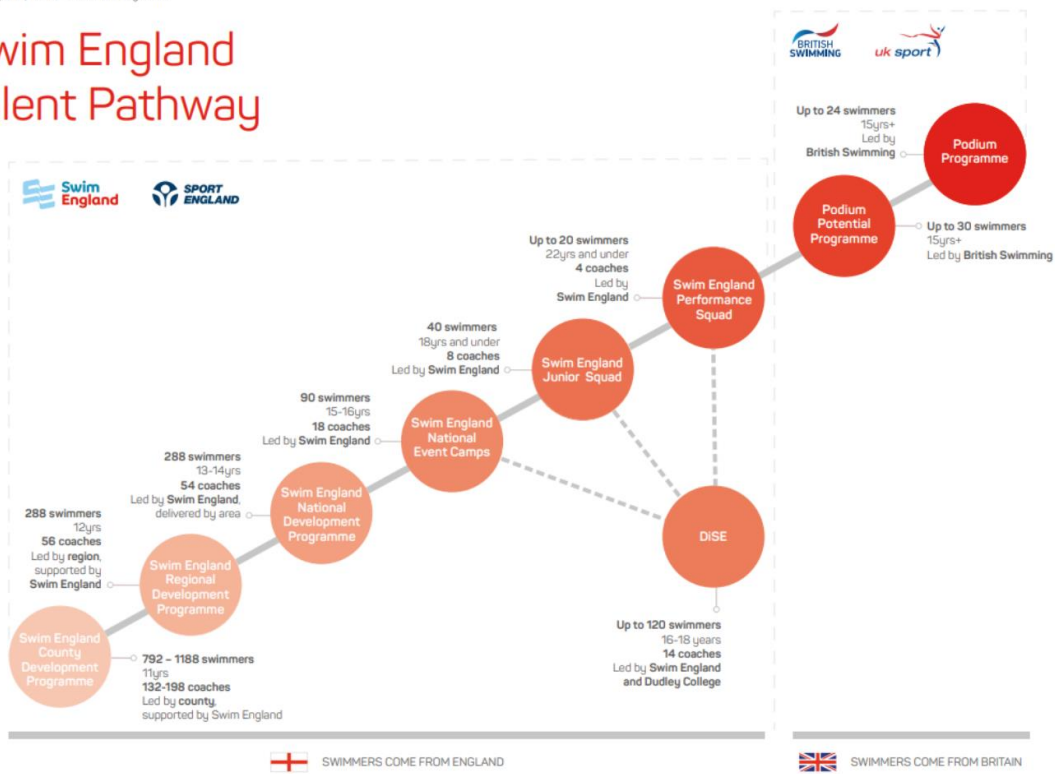 wim England
lent Pathway
BRITISH
SWIMMING
uk sport
Swim
England
SPORT
ENGLAND
Up to 24 swimmers
15yrs+
Led by
British Swimming
Podium
Programme
Podium
Potential
Programme
Up to 30 swimmers
15yrs+
Led by British Swimming
Up to 20 swimmers
22yrs and under
4 coaches
Led by
Swim England
Swim England
Performance
Squad
40 swimmers
18yrs and under
8 coaches
Led by Swim England
Swim England
Junior Squad
90 swimmers
15-16yrs
18 coaches
Led by Swim England
Swim England
National
Event Camps
288 swimmers
13-14yrs
54 coaches
Led by Swim England,
delivered by area
Swim England
National
Development
Programme
288 swimmers
12yrs
56 coaches
Led by region,
supported by
Swim England
Swim England
Regional
Development
Programme
Swim England
County
Development
Programme
792 – 1188 swimmers
11yrs
132-198 coaches
Led by county,
supported by Swim England
DiSE
Up to 120 swimmers
16-18 years
14 coaches
Led by Swim England
and Dudley College
SWIMMERS COME FROM ENGLAND
SWIMMERS COME FROM BRITAIN